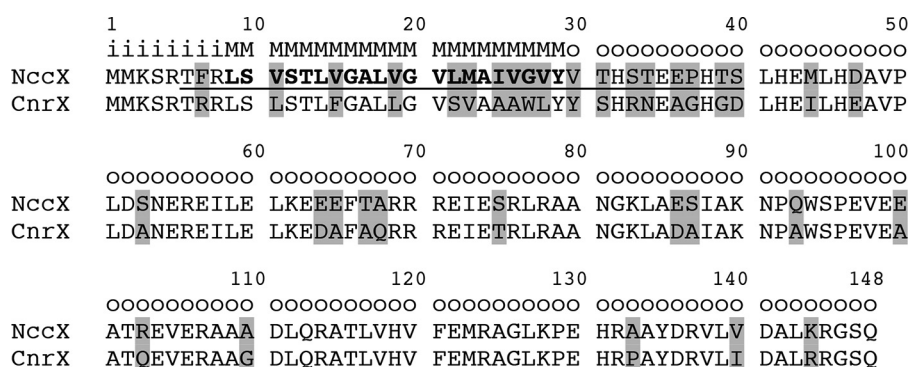 1 10 20 30 40 50
iiiiiiiiMM MMMMMMMMMM MMMMMMMMMo oooooooooo oooooooooo
NccX MMKSRTFRLS VSTLVGALVG VLMAIVGVYV THSTEEPHTS LHEMLHDAVP
CnrX MMKSRTRRLS LSTLFGALLG VSVAAAWLYY SHRNEAGHGD LHEILHEAVP
60 70 80 90 100
oooooooooo oooooooooo oooooooooo oooooooooo oooooooooo
NccX LDSNEREILE LKEEEFTARR REIESRLRAA NGKLAESIAK NPQWSPEVEE
CnrX LDANEREILE LKEDAFAQRR REIETRLRAA NGKLADAIAK NPAWSPEVEA
110 120 130 140 148
oooooooooo oooooooooo oooooooooo oooooooooo oooooooo
NccX ATREVERAAA DLQRATLVHV FEMRAGLKPE HRAAYDRVLV DALKRGSQ
CnrX ATQEVERAAG DLQRATLVHV FEMRAGLKPE HRPAYDRVLI DALRRGSQ